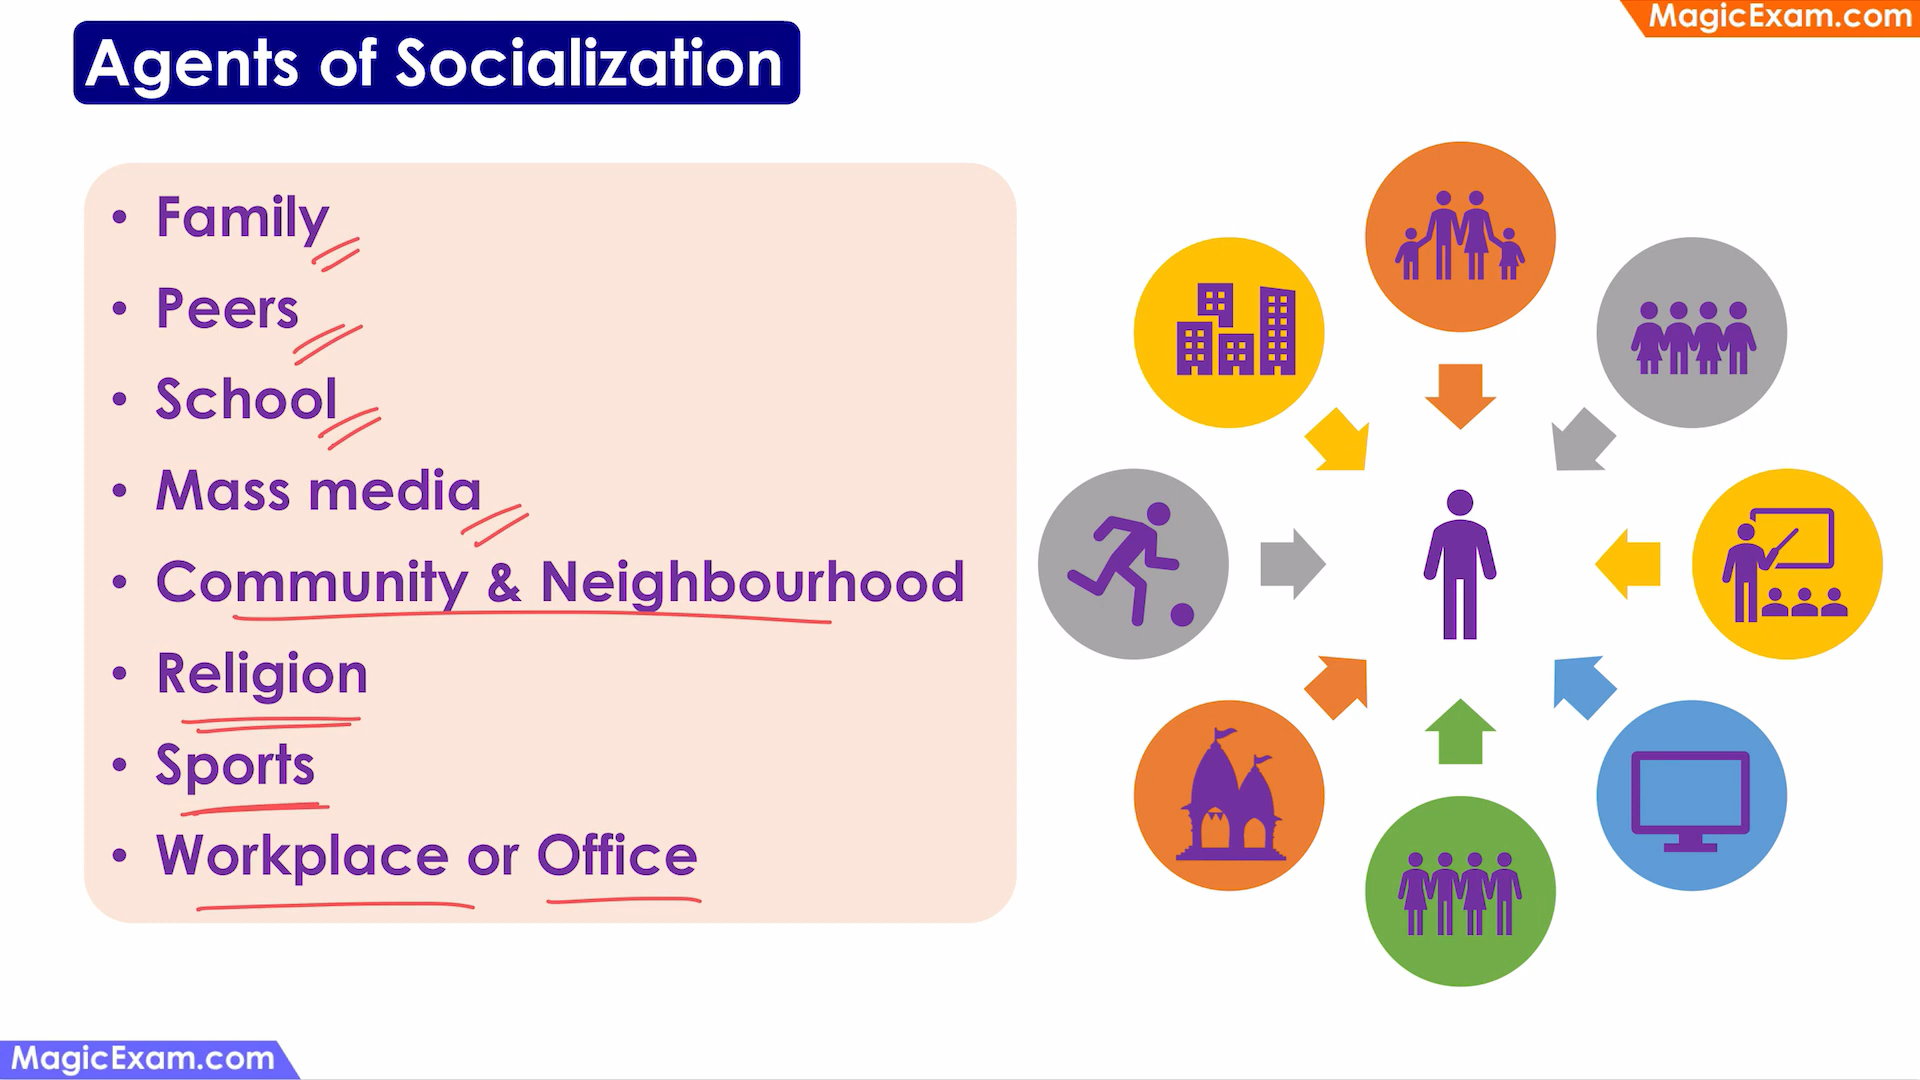 MagicExam.com
Agents of Socialization
• Family
• Peers
• School
• Mass media
• Community & Neighbourhood
• Religion
• Sports
• Workplace or Office
MagicExam.com